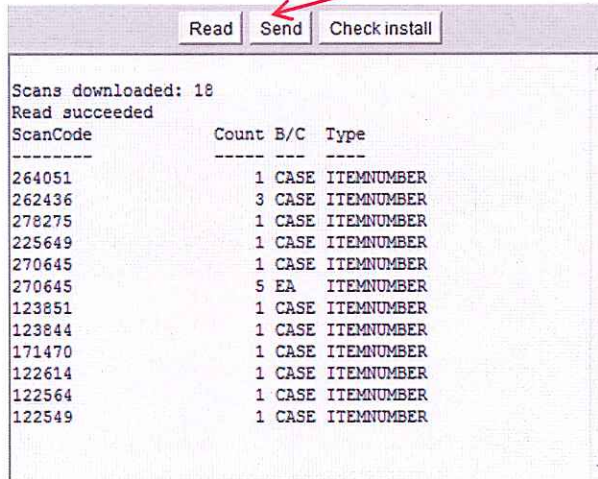 Read Send Check install
Scans downloaded: 18
Read succeeded
ScanCode Count B/C Type
-------- ------ --- ----
264051 1 CASE ITEMNUMBER
262436 3 CASE ITEMNUMBER
278275 1 CASE ITEMNUMBER
225649 1 CASE ITEMNUMBER
270645 1 CASE ITEMNUMBER
270645 5 EA ITEMNUMBER
123851 1 CASE ITEMNUMBER
123844 1 CASE ITEMNUMBER
171470 1 CASE ITEMNUMBER
122614 1 CASE ITEMNUMBER
122564 1 CASE ITEMNUMBER
122549 1 CASE ITEMNUMBER